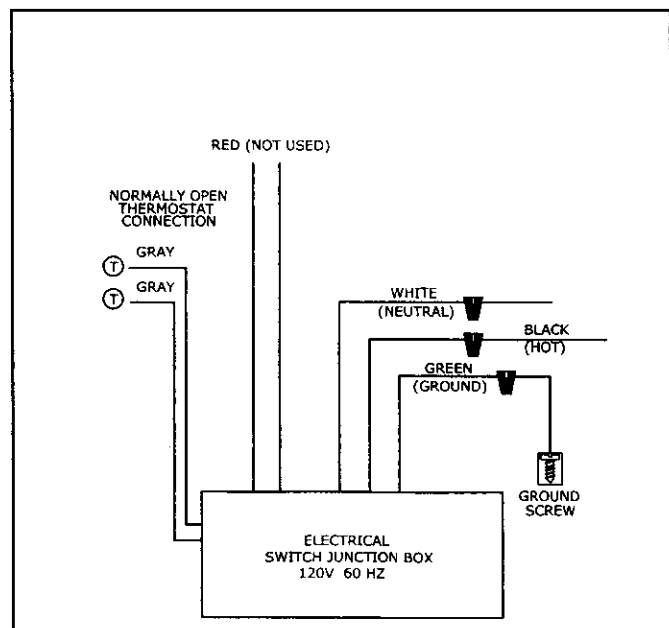 RED (NOT USED)
NORMALLY OPEN
THERMOSTAT
CONNECTION
T
GRAY
T
GRAY
WHITE
(NEUTRAL)
BLACK
(HOT)
GREEN
(GROUND)
GROUND
SCREW
ELECTRICAL
SWITCH JUNCTION BOX
120V 60 HZ